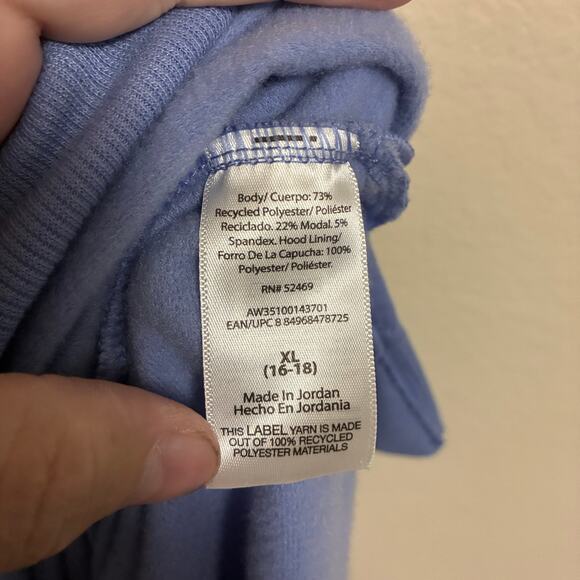 Body/ Cuerpo: 73%
Recycled Polyester/ Poliéster
Reciclado. 22% Modal. 5%
Spandex. Hood Lining/
Forro De La Capucha: 100%
Polyester/ Poliéster.
RN# 52469
AW35100143701
EAN/UPC 8 84968478725
XL
(16-18)
Made In Jordan
Hecho En Jordania
THIS LABEL YARN IS MADE
OUT OF 100% RECYCLED
POLYESTER MATERIALS